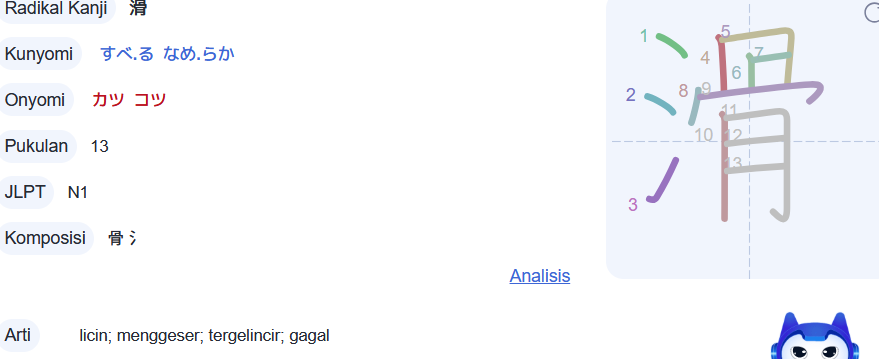 Radikal Kanji 滑
Kunyomi すべ.る なめ.らか
Onyomi カツ コツ
Pukulan 13
JLPT N1
Komposisi 骨 氵
Analisis
Arti licin; menggeser; tergelincir; gagal
1
2
3
4
5
6
7
8
9
10
11
12
13